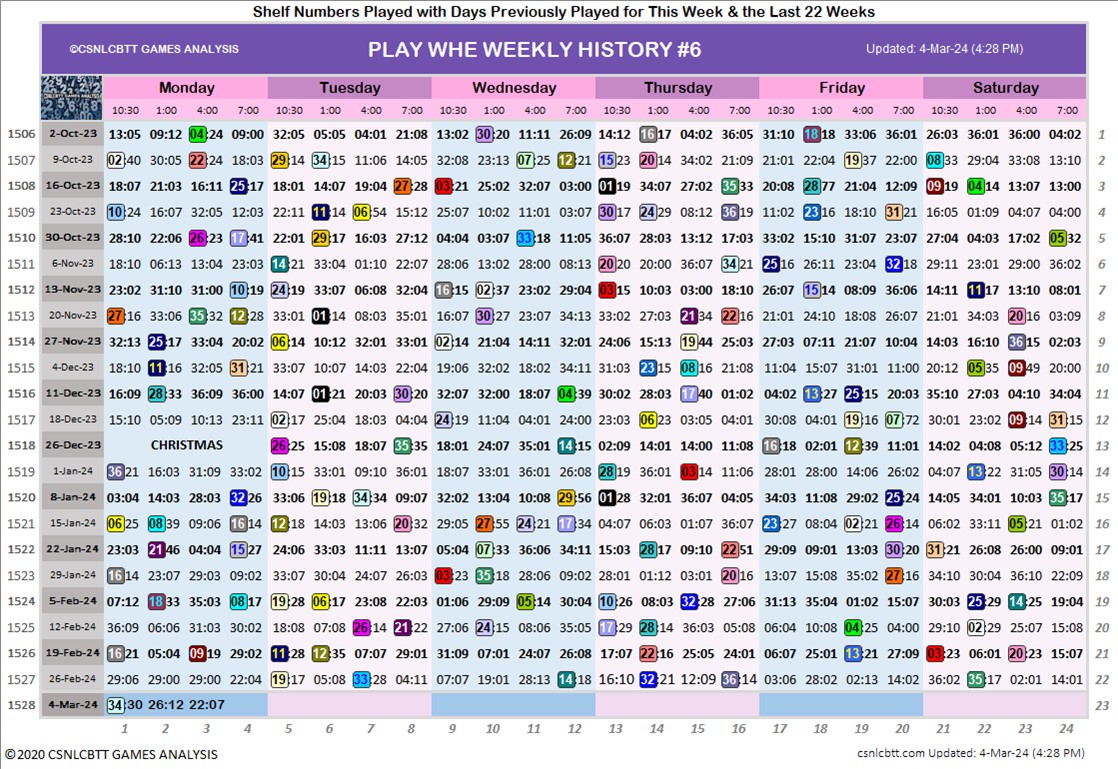 Shelf Numbers Played with Days Previously Played for This Week & the Last 22 Weeks
©CSNLCBTT GAMES ANALYSIS PLAY WHE WEEKLY HISTORY #6 Updated: 4-Mar-24 (4:28 PM)
Monday Tuesday Wednesday Thursday Friday Saturday
10:30 1:00 4:00 7:00 10:30 1:00 4:00 7:00 10:30 1:00 4:00 7:00 10:30 1:00 4:00 7:00 10:30 1:00 4:00 7:00 10:30 1:00 4:00 7:00
1506 2-Oct-23 13:05 09:12 04:24 09:00 32:05 05:05 04:01 21:08 13:02 30:20 11:11 26:09 14:12 16:17 04:02 36:05 31:10 18:18 33:06 36:01 26:03 36:01 36:00 04:02 1
1507 9-Oct-23 02:40 30:05 22:24 18:03 29:14 34:15 11:06 14:05 32:08 23:13 07:25 12:21 15:23 20:14 34:02 21:09 21:01 22:04 19:37 22:00 08:33 29:04 33:08 13:10 2
1508 16-Oct-23 18:07 21:03 16:11 25:17 18:01 14:07 19:04 27:28 03:21 25:02 32:07 03:00 01:19 34:07 27:02 35:33 20:08 28:77 21:04 12:09 09:19 04:14 13:07 13:00 3
1509 23-Oct-23 10:24 16:07 32:05 12:03 22:11 11:14 06:54 15:12 25:07 10:02 11:01 03:07 30:17 24:29 08:12 36:19 11:02 23:16 18:10 31:21 16:05 01:09 04:07 04:00 4
1510 30-Oct-23 28:10 22:06 26:23 17:41 22:01 29:17 16:03 27:12 04:04 03:07 33:18 11:05 36:07 28:03 13:12 17:03 33:02 15:10 31:07 22:07 27:04 04:03 17:02 05:32 5
1511 6-Nov-23 18:10 06:13 13:04 23:03 14:21 33:04 01:10 22:07 28:06 13:02 28:00 08:13 20:20 20:00 36:07 34:21 25:16 26:11 23:04 32:18 29:11 23:01 29:00 36:02 6
1512 13-Nov-23 23:02 31:10 31:00 10:19 24:19 33:07 06:08 32:04 16:15 02:37 23:02 29:04 03:15 10:03 03:00 18:10 07:08 15:14 08:09 36:06 14:11 11:17 13:10 08:01 7
1513 20-Nov-23 27:16 33:06 35:32 12:28 33:01 01:14 08:03 35:01 16:07 30:27 23:07 34:13 33:02 07:03 21:34 22:16 21:01 24:10 18:08 26:07 21:01 34:03 20:16 03:09 8
1514 27-Nov-23 32:13 25:17 33:04 20:02 06:14 10:12 32:01 33:01 02:14 21:04 14:11 32:01 24:06 15:13 19:44 25:03 27:03 07:11 21:07 10:04 14:03 16:10 36:15 02:03 9
1515 4-Dec-23 18:10 11:16 32:05 31:21 33:07 10:07 14:03 22:04 19:06 32:02 18:02 34:11 31:03 23:15 08:16 21:08 11:04 15:07 31:01 11:00 20:12 05:35 09:49 20:00 10
1516 11-Dec-23 16:09 28:33 36:09 36:00 14:07 01:21 20:03 30:28 32:07 32:00 18:07 04:39 30:02 28:03 17:40 01:02 04:02 13:27 25:15 20:03 35:10 27:03 04:10 34:04 11
1517 18-Dec-23 15:10 05:09 10:13 23:11 02:17 25:04 18:03 04:04 24:19 11:04 28:03 34:04 23:03 06:23 05:04 02:03 30:08 04:01 19:16 07:72 30:01 23:02 09:14 31:15 12
1518 26-Dec-23 CHRISTMAS 26:25 15:08 18:07 35:35 18:01 24:07 35:01 14:15 02:09 14:01 14:00 11:08 16:18 02:01 12:39 11:01 14:02 04:08 05:12 33:25 13
1519 1-Jan-24 36:21 16:03 31:09 33:02 10:15 33:01 09:10 36:01 18:07 33:01 36:01 26:08 28:19 36:01 03:14 11:06 28:01 02:00 14:06 26:02 04:07 13:22 31:05 30:14 14
1520 8-Jan-24 03:04 14:03 28:03 32:26 33:06 19:18 34:34 09:07 32:02 13:04 10:08 29:56 01:28 32:01 36:07 04:05 34:03 11:08 29:02 25:24 14:05 34:01 10:03 35:17 15
1521 15-Jan-24 06:25 08:39 09:06 16:14 12:18 14:03 13:06 20:32 29:05 27:55 24:21 17:34 04:07 06:03 01:07 36:07 23:27 08:04 02:21 26:14 06:02 33:11 05:21 01:02 16
1522 22-Jan-24 23:03 21:46 04:04 15:27 24:06 33:03 11:11 13:07 05:04 07:33 36:06 34:11 15:03 28:17 09:10 22:51 29:09 09:01 13:03 30:20 31:21 26:08 26:00 09:01 17
1523 29-Jan-24 16:14 23:07 29:08 09:02 33:07 30:04 24:07 26:03 03:23 35:18 28:06 09:02 28:01 01:12 03:01 20:16 18:07 15:08 35:02 27:16 34:10 30:04 36:10 22:09 18
1524 5-Feb-24 07:12 18:33 35:03 08:17 19:28 06:17 23:08 22:03 01:06 29:09 05:14 30:04 10:26 08:03 32:28 27:06 31:13 35:04 01:02 15:07 30:03 25:29 14:25 19:04 19
1525 12-Feb-24 36:09 06:06 31:03 30:02 18:08 07:08 26:14 21:22 27:06 24:15 08:06 35:05 17:29 28:14 36:03 05:08 06:04 10:08 04:25 04:00 29:10 02:29 25:07 15:08 20
1526 19-Feb-24 16:21 05:04 09:19 29:02 11:28 12:35 07:07 29:01 31:09 07:01 24:07 26:08 17:07 22:16 25:05 24:01 06:07 25:01 13:21 27:09 03:23 06:01 20:23 15:07 21
1527 26-Feb-24 29:06 29:00 29:00 22:04 19:17 05:08 33:28 04:11 07:07 19:01 28:13 14:18 16:10 32:21 12:09 36:14 03:06 28:02 02:13 14:02 36:02 35:17 02:01 14:01 22
1528 4-Mar-24 34:30 26:12 22:07 23
1 2 3 4 5 6 7 8 9 10 11 12 13 14 15 16 17 18 19 20 21 22 23 24
©2020 CSNLCBTT GAMES ANALYSIS csnlcbtt.com Updated: 4-Mar-24 (4:28 PM)